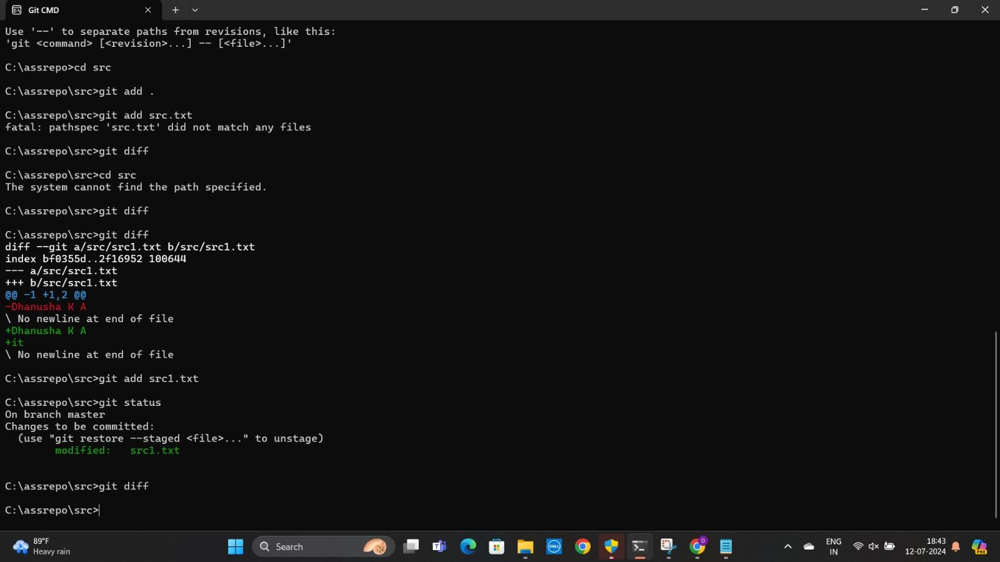 Git CMD
Use '--' to separate paths from revisions, like this:
'git <command> [<revision>...] -- [<file>...]'
C:\assrepo>cd src
C:\assrepo\src>git add .
C:\assrepo\src>git add src.txt
fatal: pathspec 'src.txt' did not match any files
C:\assrepo\src>git diff
C:\assrepo\src>cd src
The system cannot find the path specified.
C:\assrepo\src>git diff
C:\assrepo\src>git diff
diff --git a/src/src1.txt b/src/src1.txt
index bf0355d..2f16952 100644
--- a/src/src1.txt
+++ b/src/src1.txt
@@ -1 +1,2 @@
-Dhanusha K A
\ No newline at end of file
+Dhanusha K A
+it
\ No newline at end of file
C:\assrepo\src>git add src1.txt
C:\assrepo\src>git status
On branch master
Changes to be committed:
  (use "git restore --staged <file>..." to unstage)
        modified:   src1.txt
C:\assrepo\src>git diff
C:\assrepo\src>
89°F
Heavy rain
Search
DELL
D
ENG
IN
18:43
12-07-2024
PRE